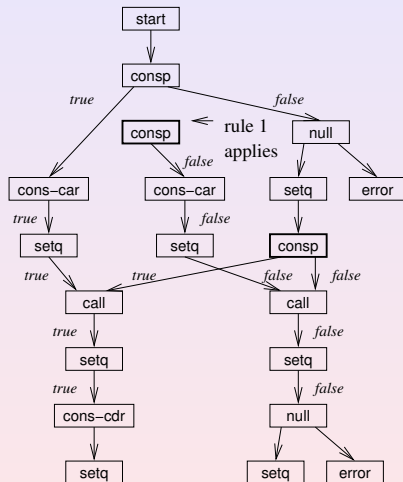 start
consp
true
false
consp
rule 1
applies
null
false
cons-car
cons-car
setq
error
true
false
setq
setq
consp
true
true
false
false
call
call
true
false
setq
setq
true
false
cons-cdr
null
setq
setq
error